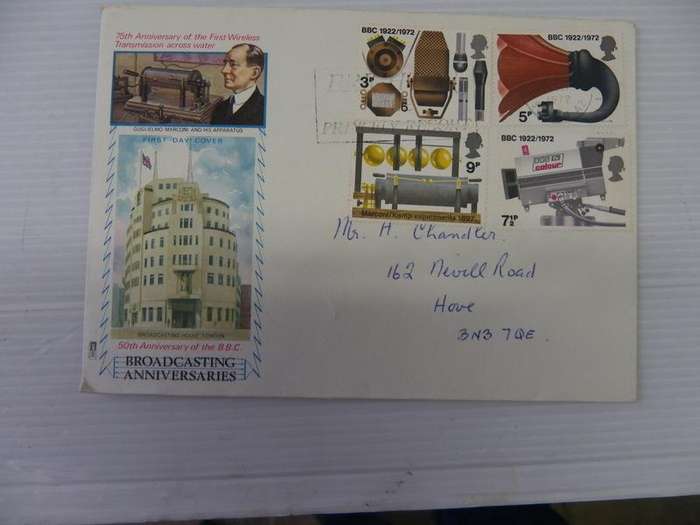 75th Anniversary of the First Wireless
Transmission across water
GUGLIELMO MARCONI AND HIS APPARATUS
FIRST DAY COVER
BROADCASTING HOUSE LONDON
50th Anniversary of the B.B.C.
BROADCASTING
ANNIVERSARIES
BBC 1922/1972
3P
BBC 1922/1972
5P
9P
Marconi/Kemp experiments 1897
BBC 1922/1972
BBC
colour
7½P
Mr. H. Chandler
162 Nevill Road
Hove
BN3 7QE.